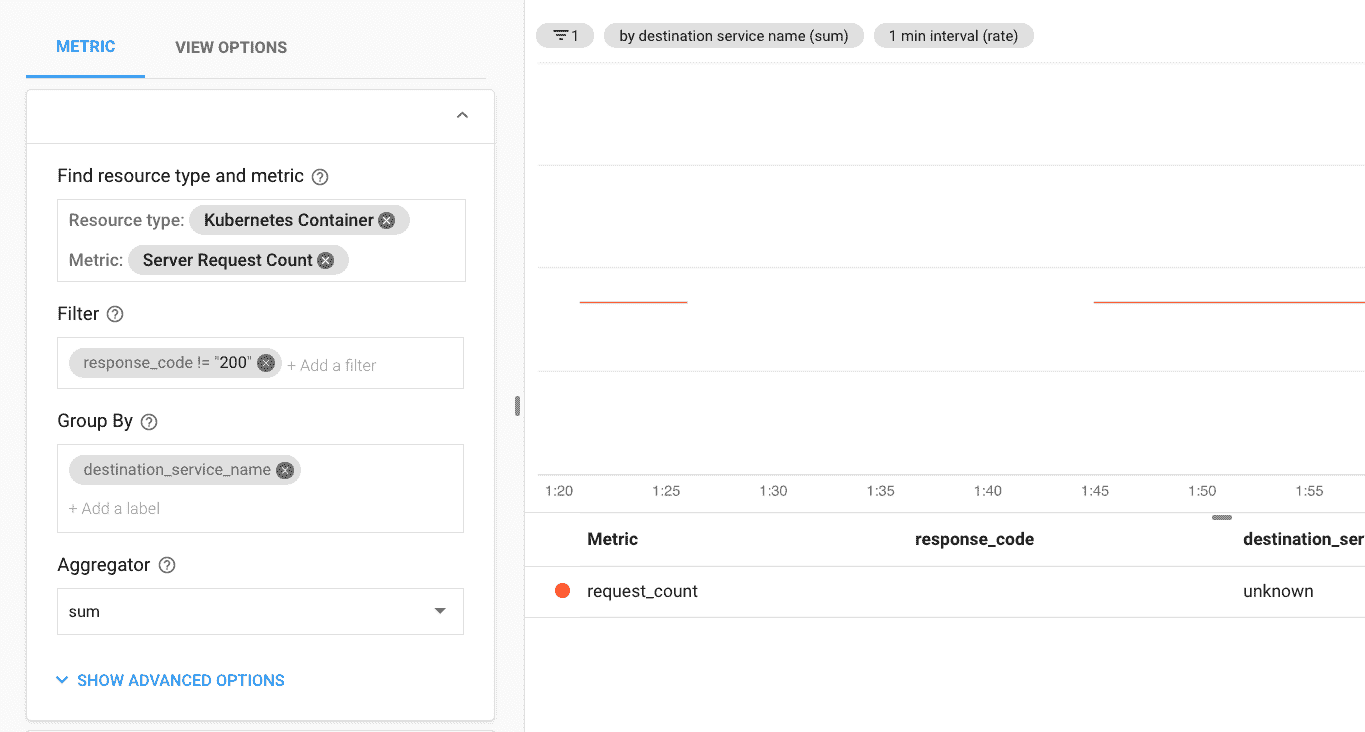 METRIC
VIEW OPTIONS
Find resource type and metric
Resource type: Kubernetes Container
Metric: Server Request Count
Filter
response_code != "200" + Add a filter
Group By
destination_service_name
+ Add a label
Aggregator
sum
SHOW ADVANCED OPTIONS
1
by destination service name (sum)
1 min interval (rate)
1:20 1:25 1:30 1:35 1:40 1:45 1:50 1:55
Metric response_code destination_ser
request_count unknown